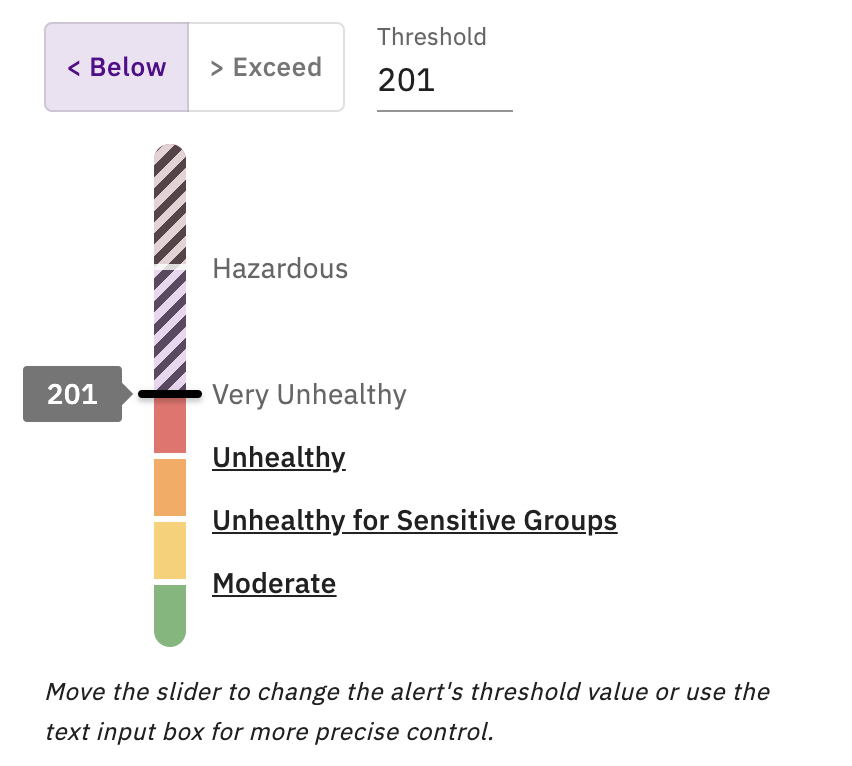 < Below
> Exceed
Threshold
201
Hazardous
201
Very Unhealthy
Unhealthy
Unhealthy for Sensitive Groups
Moderate
Move the slider to change the alert's threshold value or use the
text input box for more precise control.